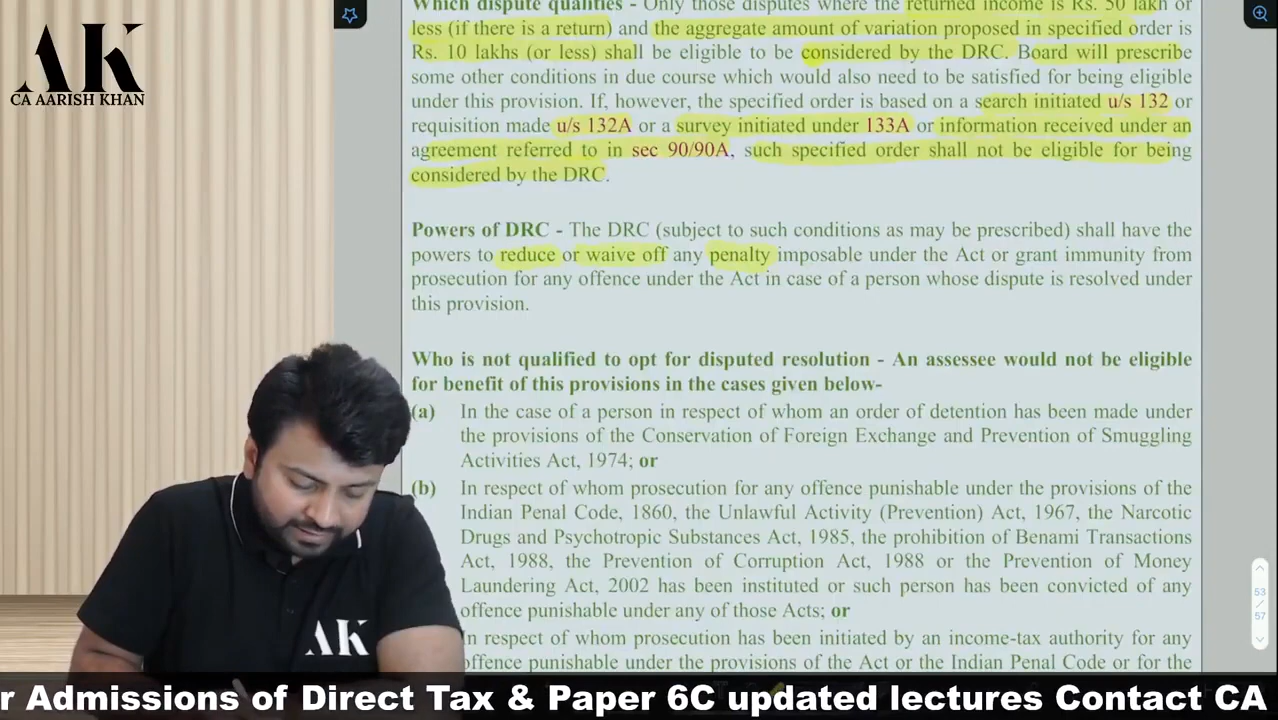 AK
CA AARISH KHAN
Which dispute qualifies - Only those disputes where the returned income is Rs. 50 lakh or
less (if there is a return) and the aggregate amount of variation proposed in specified order is
Rs. 10 lakhs (or less) shall be eligible to be considered by the DRC. Board will prescribe
some other conditions in due course which would also need to be satisfied for being eligible
under this provision. If, however, the specified order is based on a search initiated u/s 132 or
requisition made u/s 132A or a survey initiated under 133A or information received under an
agreement referred to in sec 90/90A, such specified order shall not be eligible for being
considered by the DRC.
Powers of DRC - The DRC (subject to such conditions as may be prescribed) shall have the
powers to reduce or waive off any penalty imposable under the Act or grant immunity from
prosecution for any offence under the Act in case of a person whose dispute is resolved under
this provision.
Who is not qualified to opt for disputed resolution - An assessee would not be eligible
for benefit of this provisions in the cases given below-
(a) In the case of a person in respect of whom an order of detention has been made under
the provisions of the Conservation of Foreign Exchange and Prevention of Smuggling
Activities Act, 1974; or
(b) In respect of whom prosecution for any offence punishable under the provisions of the
Indian Penal Code, 1860, the Unlawful Activity (Prevention) Act, 1967, the Narcotic
Drugs and Psychotropic Substances Act, 1985, the prohibition of Benami Transactions
Act, 1988, the Prevention of Corruption Act, 1988 or the Prevention of Money
Laundering Act, 2002 has been instituted or such person has been convicted of any
offence punishable under any of those Acts; or
In respect of whom prosecution has been initiated by an income-tax authority for any
offence punishable under the provisions of the Act or the Indian Penal Code or for the
53
/
57
AK
r Admissions of Direct Tax & Paper 6C updated lectures Contact CA